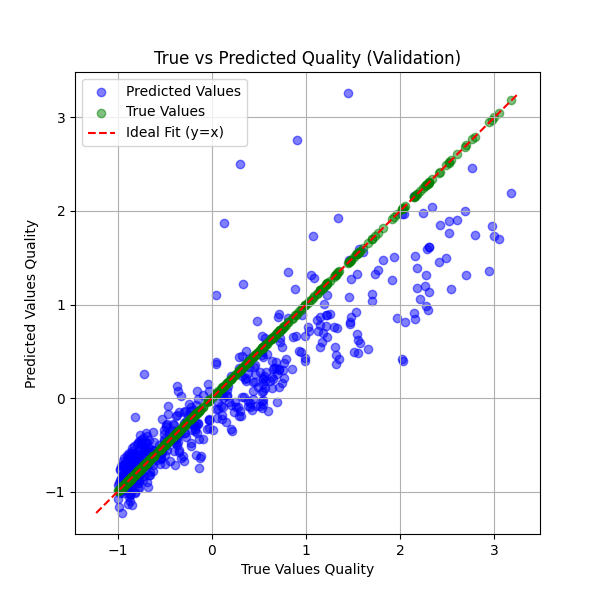 True vs Predicted Quality (Validation)
Predicted Values
True Values
Ideal Fit (y=x)
Predicted Values Quality
3
2
1
0
−1
−1 0 1 2 3
True Values Quality